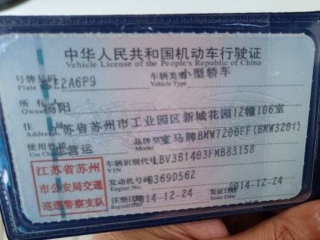 中华人民共和国机动车行驶证
Vehicle License of the People's Republic of China
号牌号码 E2A6P9 车辆类型 小型轿车
Plate No.
所有人
Owner 阳
住址 江苏省苏州市工业园区新城花园12幢106室
Address
使用性质 营运 品牌型号 宝马牌BMW7200FF(BMW320i)
Use Character
江苏省苏州
市公安局交通
巡逻警察支队
车辆识别代号 LBV3B1403FMB83158
VIN
发动机号码 0369D562
Engine No.
注册日期 2014-12-24 发证日期 2014-12-24